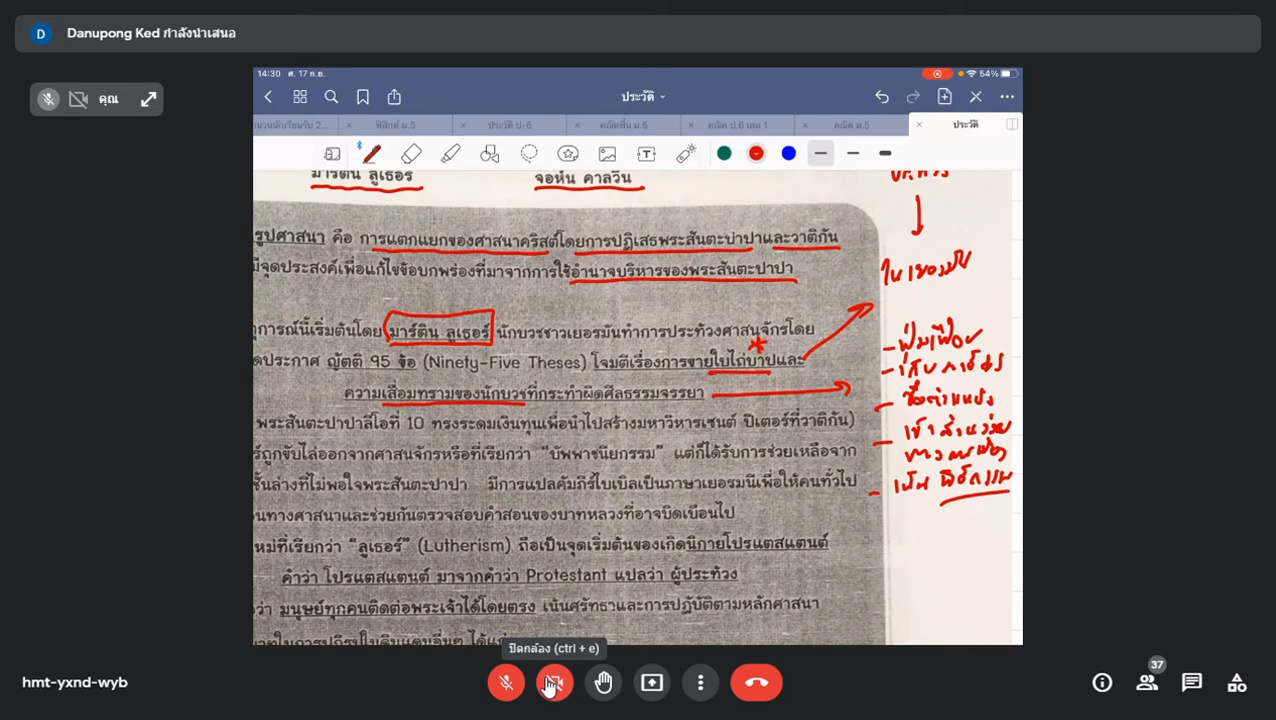 Danupong Ked กำลังนำเสนอ
คุณ
14:30 ศ. 17 ก.ย.
54%
ประวัติ
ำนวนนักเรียนรับ 2...
ฟิสิกต์ ม.5
ประวัติ ป-6
คณิตพื้น ม.5
คณิต ป.6 เล่ม 1
คณิต ม.5
ประวัติ
มาร์ติน ลูเธอร์
จอห์น คาลวิน
รูปศาสนา คือ การแตกแยกของศาสนาคริสต์โดยการปฏิเสธพระสันตะปาปาและวาติกัน
มีจุดประสงค์เพื่อแก้ไขข้อบกพร่องที่มาจากการใช้อำนาจบริหารของพระสันตะปาปา
ในเยอรมัน
ุการณ์นี้เริ่มต้นโดย มาร์ติน ลูเธอร์ นักบวชชาวเยอรมันทำการประท้วงศาสนจักรโดย
ดประกาศ ญัตติ 95 ข้อ (Ninety-Five Theses) โจมตีเรื่องการขายใบไถ่บาปและ
ความเสื่อมทรามของนักบวชที่กระทำผิดศีลธรรมจรรยา
- ฟุ่มเฟือย
- เก็บภาษี
ซื้อตำแหน่ง
พระสันตะปาปาลีโอที่ 10 ทรงระดมเงินทุนเพื่อนำไปสร้างมหาวิหารเซนต์ ปีเตอร์ที่วาติกัน)
ร์ถูกขับไล่ออกจากศาสนจักรหรือที่เรียกว่า “บัพพาชนียกรรม” แต่ก็ได้รับการช่วยเหลือจาก
ชั้นล่างที่ไม่พอใจพระสันตะปาปา มีการแปลคัมภีร์ไบเบิลเป็นภาษาเยอรมนีเพื่อให้คนทั่วไป
- เน้น พิธีกรรม
อนทางศาสนาและช่วยกันตรวจสอบคำสอนของบาทหลวงที่อาจบิดเบือนไป
หม่ที่เรียกว่า “ลูเธอร์” (Lutherism) ถือเป็นจุดเริ่มต้นของเกิดนิกายโปรแตสแตนต์
คำว่า โปรแตสแตนต์ มาจากคำว่า Protestant แปลว่า ผู้ประท้วง
ว่า มนุษย์ทุกคนติดต่อพระเจ้าได้โดยตรง เน้นศรัทธาและการปฏิบัติตามหลักศาสนา
ปิดกล้อง (ctrl + e)
hmt-yxnd-wyb
37